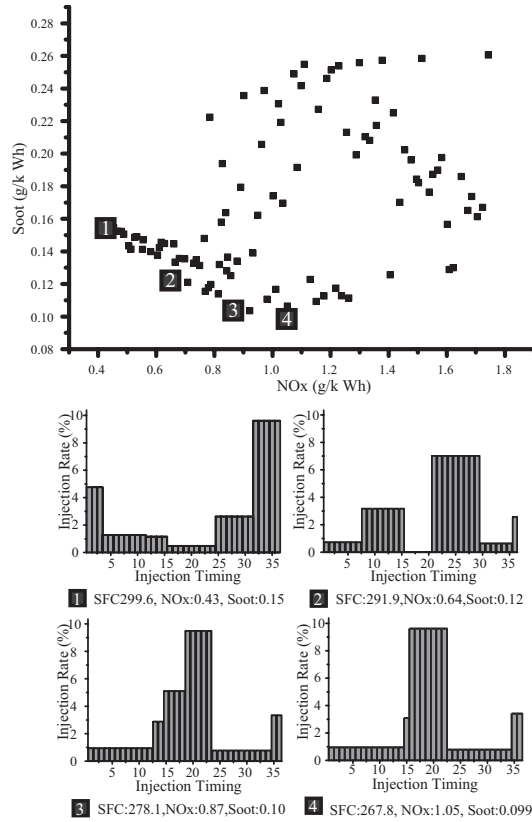 Soot (g/k Wh)
0.28
0.26
0.24
0.22
0.20
0.18
0.16
0.14
0.12
0.10
0.08
1
2
3
4
0.4 0.6 0.8 1.0 1.2 1.4 1.6 1.8
NOx (g/k Wh)
Injection Rate (%)
10
8
6
4
2
0
5 10 15 20 25 30 35
Injection Timing
1 SFC299.6, NOx:0.43, Soot:0.15
Injection Rate (%)
10
8
6
4
2
0
5 10 15 20 25 30 35
Injection Timing
2 SFC:291.9,NOx:0.64,Soot:0.12
Injection Rate (%)
10
8
6
4
2
0
5 10 15 20 25 30 35
Injection Timing
3 SFC:278.1,NOx:0.87,Soot:0.10
Injection Rate (%)
10
8
6
4
2
0
5 10 15 20 25 30 35
Injection Timing
4 SFC:267.8, NOx:1.05, Soot:0.099